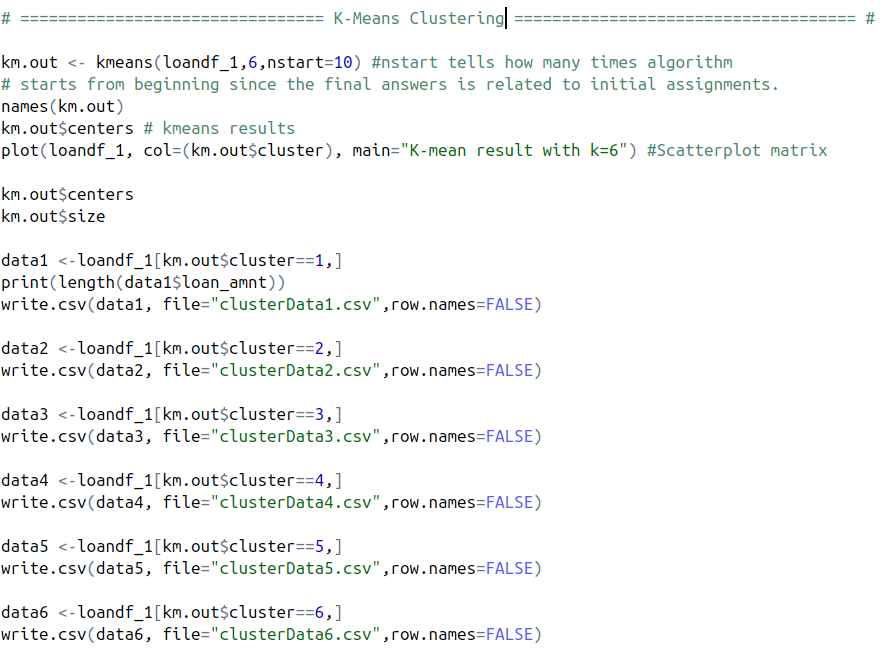 # ================================ K-Means Clustering ==================================== #
km.out <- kmeans(loandf_1,6,nstart=10) #nstart tells how many times algorithm
# starts from beginning since the final answers is related to initial assignments.
names(km.out)
km.out$centers # kmeans results
plot(loandf_1, col=(km.out$cluster), main="K-mean result with k=6") #Scatterplot matrix
km.out$centers
km.out$size
data1 <-loandf_1[km.out$cluster==1,]
print(length(data1$loan_amnt))
write.csv(data1, file="clusterData1.csv",row.names=FALSE)
data2 <-loandf_1[km.out$cluster==2,]
write.csv(data2, file="clusterData2.csv",row.names=FALSE)
data3 <-loandf_1[km.out$cluster==3,]
write.csv(data3, file="clusterData3.csv",row.names=FALSE)
data4 <-loandf_1[km.out$cluster==4,]
write.csv(data4, file="clusterData4.csv",row.names=FALSE)
data5 <-loandf_1[km.out$cluster==5,]
write.csv(data5, file="clusterData5.csv",row.names=FALSE)
data6 <-loandf_1[km.out$cluster==6,]
write.csv(data6, file="clusterData6.csv",row.names=FALSE)